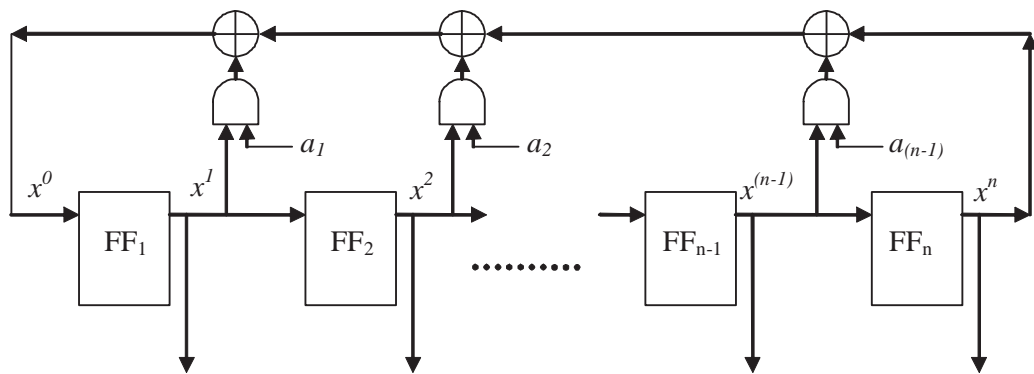 a₁ a₂ a₍ₙ₋₁₎
x⁰ x¹ x² x⁽ⁿ⁻¹⁾ xⁿ
FF₁ FF₂ FFₙ₋₁ FFₙ